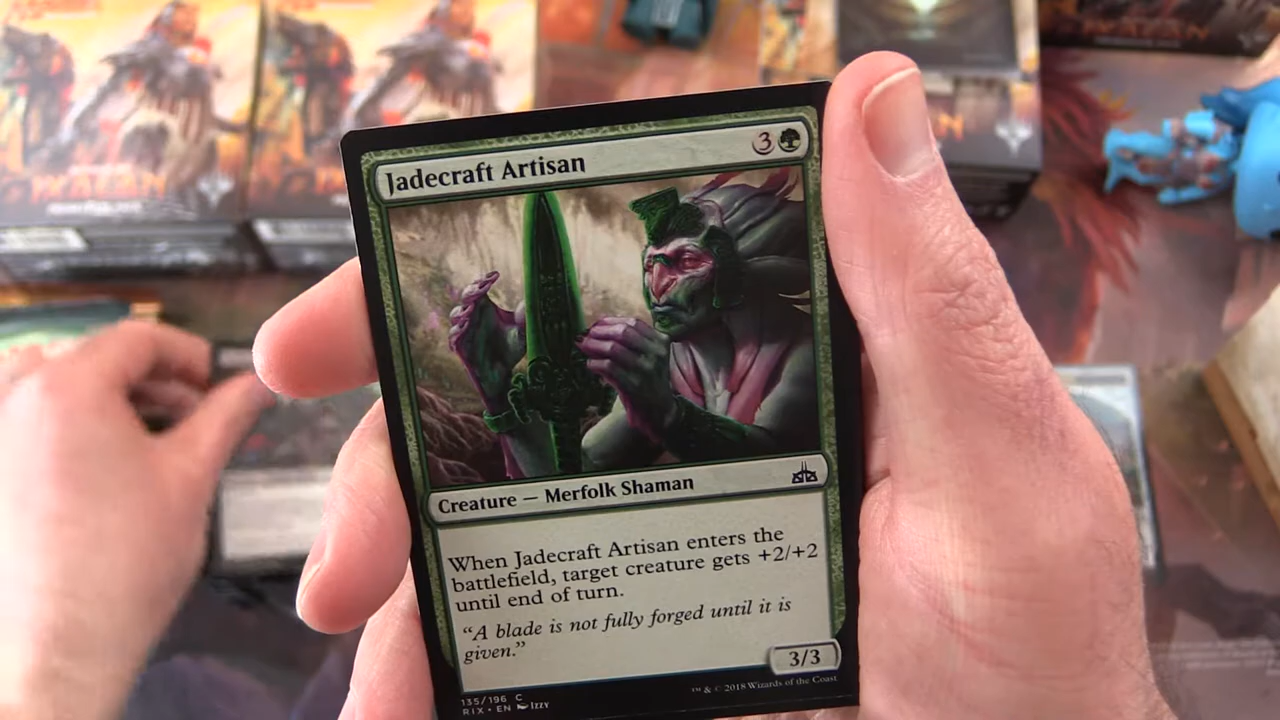 Jadecraft Artisan
3
Creature — Merfolk Shaman
When Jadecraft Artisan enters the
battlefield, target creature gets +2/+2
until end of turn.
“A blade is not fully forged until it is
given.”
3/3
135/196 C
RIX • EN Izzy
™ & © 2018 Wizards of the Coast